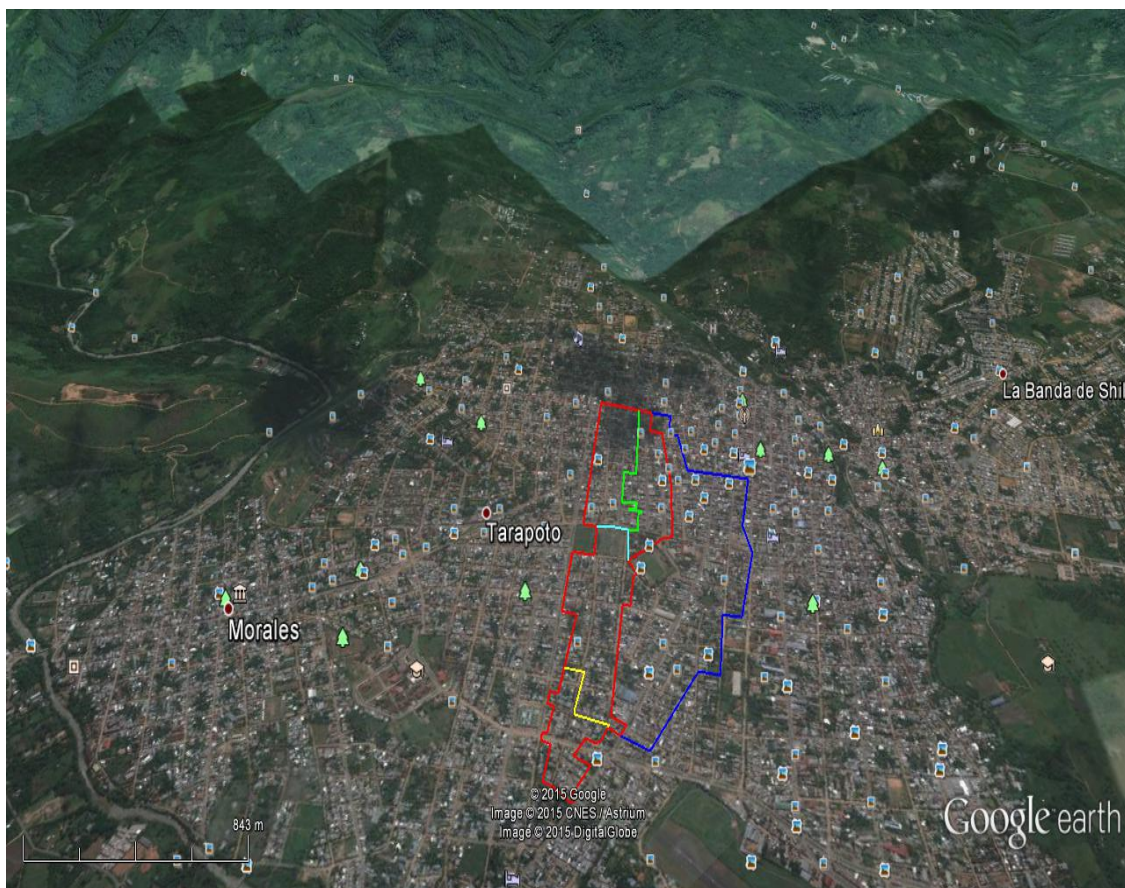 La Banda de Shil
Tarapoto
Morales
© 2015 Google
Image © 2015 CNES / Astrium
Image © 2015 DigitalGlobe
843 m
Google earth